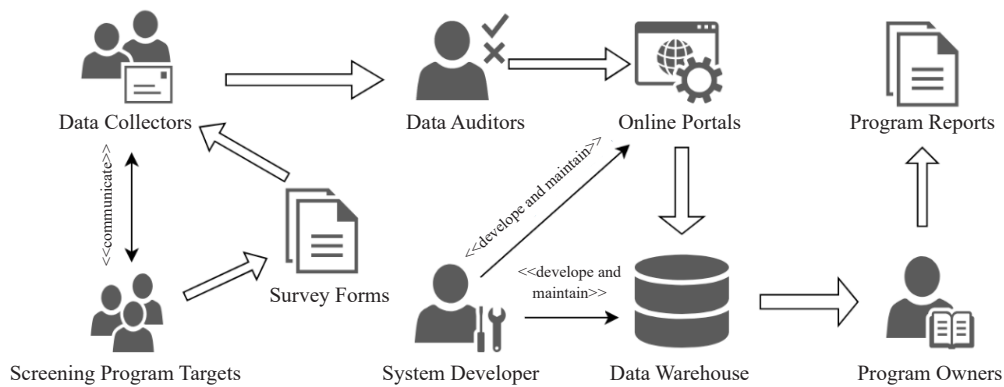 Data Collectors
Data Auditors
Online Portals
Program Reports
<<communicate>>
<<develope and maintain>>
Survey Forms
<<develope and
maintain>>
Screening Program Targets
System Developer
Data Warehouse
Program Owners